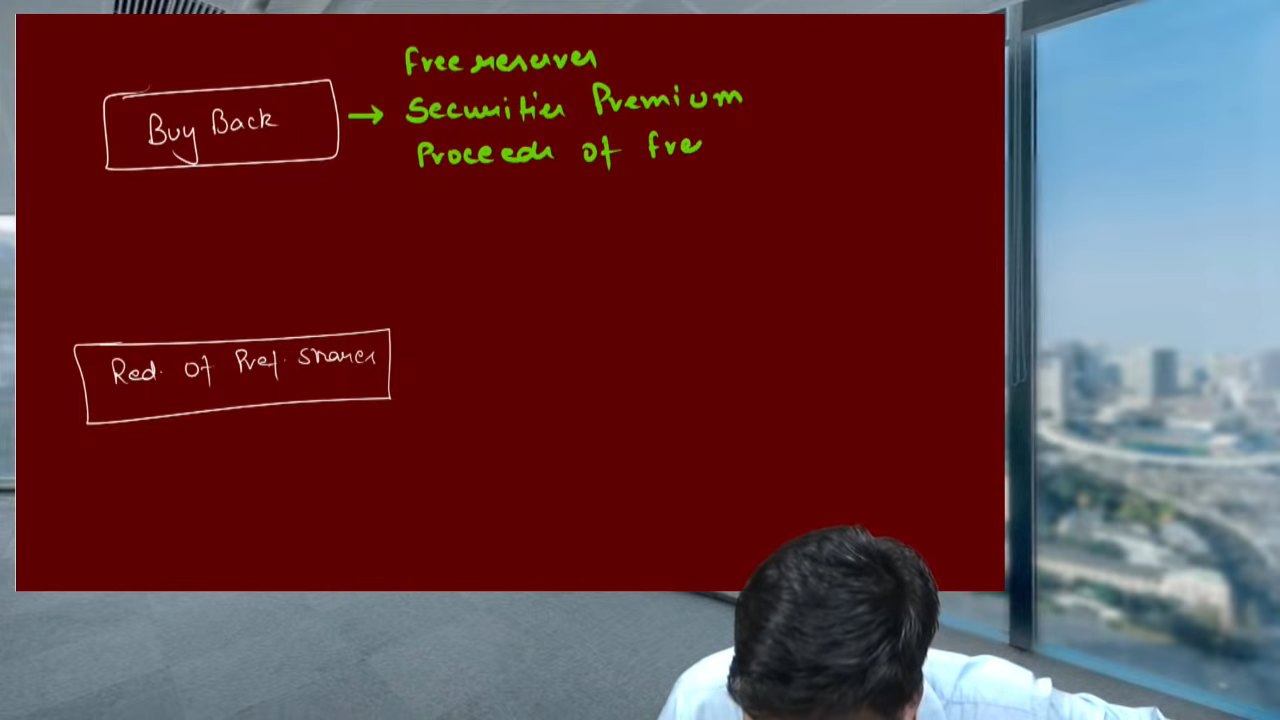 Free reserves
Securities Premium
Buy Back →
Proceeds of fre
Red. of Pref. shares